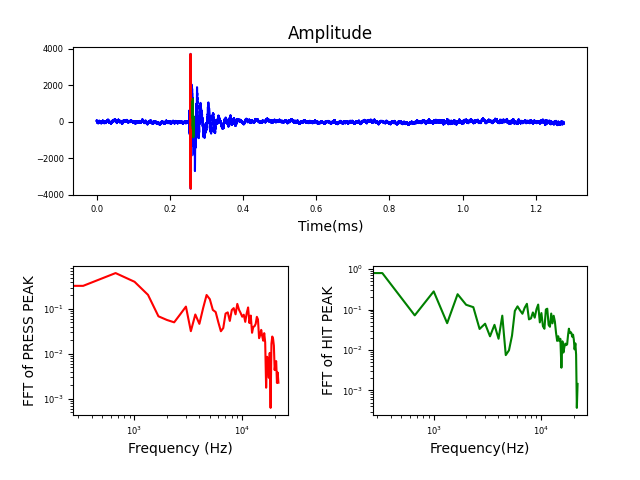 Amplitude
4000
2000
0
−2000
−4000
0.0 0.2 0.4 0.6 0.8 1.0 1.2
Time(ms)
FFT of PRESS PEAK
10⁻¹
10⁻²
10⁻³
10³ 10⁴
Frequency (Hz)
FFT of HIT PEAK
10⁰
10⁻¹
10⁻²
10⁻³
10³ 10⁴
Frequency(Hz)